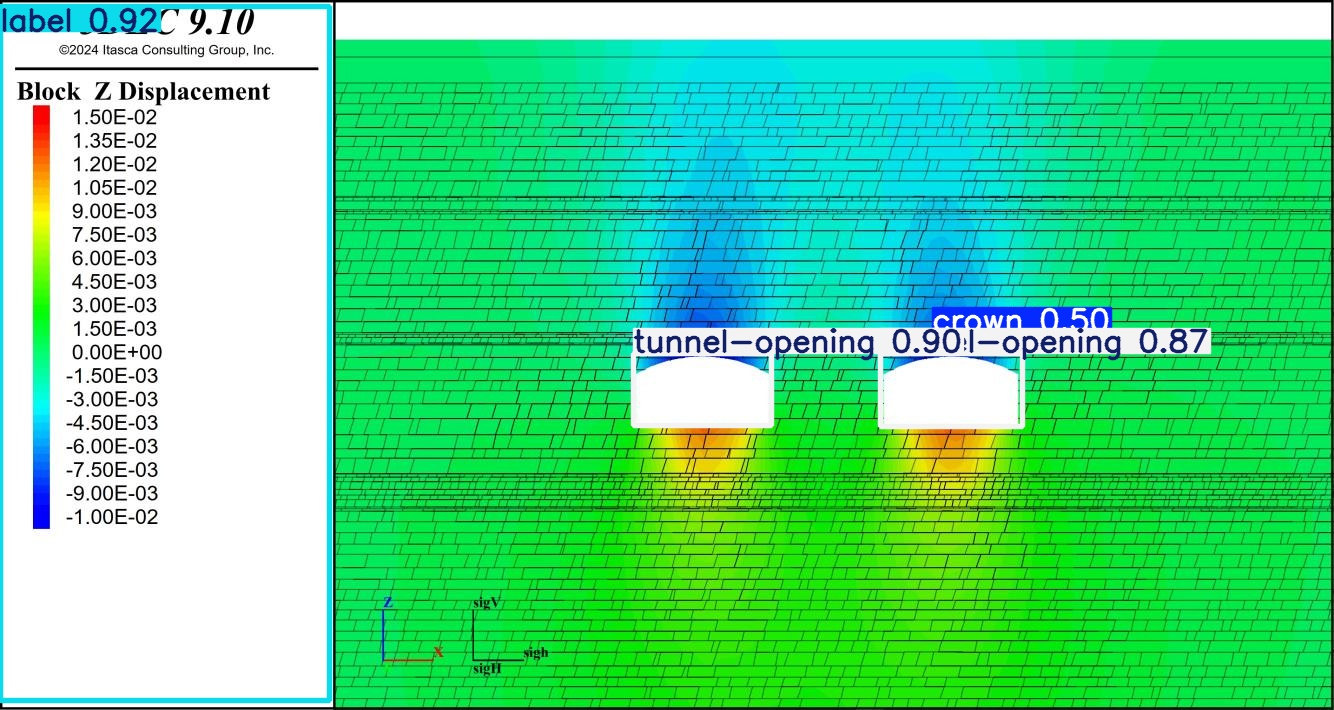 label 0.92
C 9.10
©2024 Itasca Consulting Group, Inc.
Block Z Displacement
1.50E-02
1.35E-02
1.20E-02
1.05E-02
9.00E-03
7.50E-03
6.00E-03
4.50E-03
3.00E-03
1.50E-03
0.00E+00
-1.50E-03
-3.00E-03
-4.50E-03
-6.00E-03
-7.50E-03
-9.00E-03
-1.00E-02
crown 0.50
tunnel-opening 0.90
l-opening 0.87
Z
X
sigV
sigh
sigH